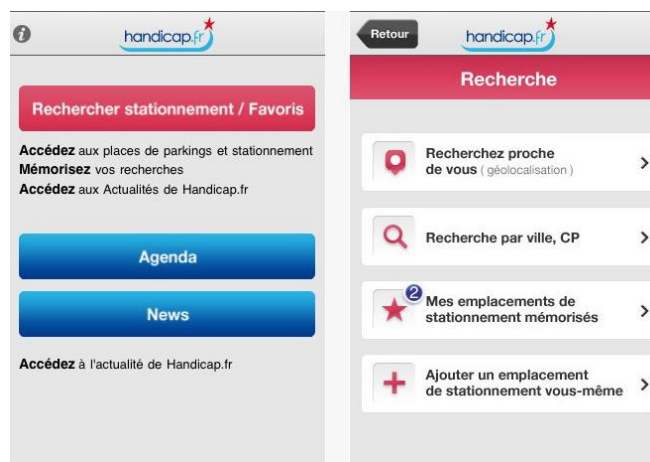 handicap.fr
Rechercher stationnement / Favoris
Accédez aux places de parkings et stationnement
Mémorisez vos recherches
Accédez aux Actualités de Handicap.fr
Agenda
News
Accédez à l'actualité de Handicap.fr
Retour
handicap.fr
Recherche
Recherchez proche
de vous ( géolocalisation )
Recherche par ville, CP
2
Mes emplacements de
stationnement mémorisés
Ajouter un emplacement
de stationnement vous-même